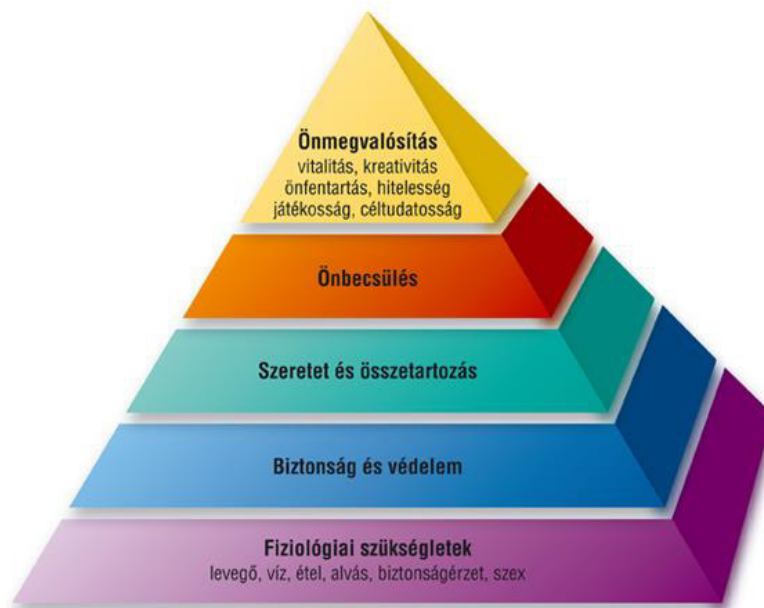 Önmegvalósítás
vitalitás, kreativitás
önfentartás, hitelesség
játékosság, céltudatosság
Önbecsülés
Szeretet és összetartozás
Biztonság és védelem
Fiziológiai szükségletek
levegő, víz, étel, alvás, biztonságérzet, szex